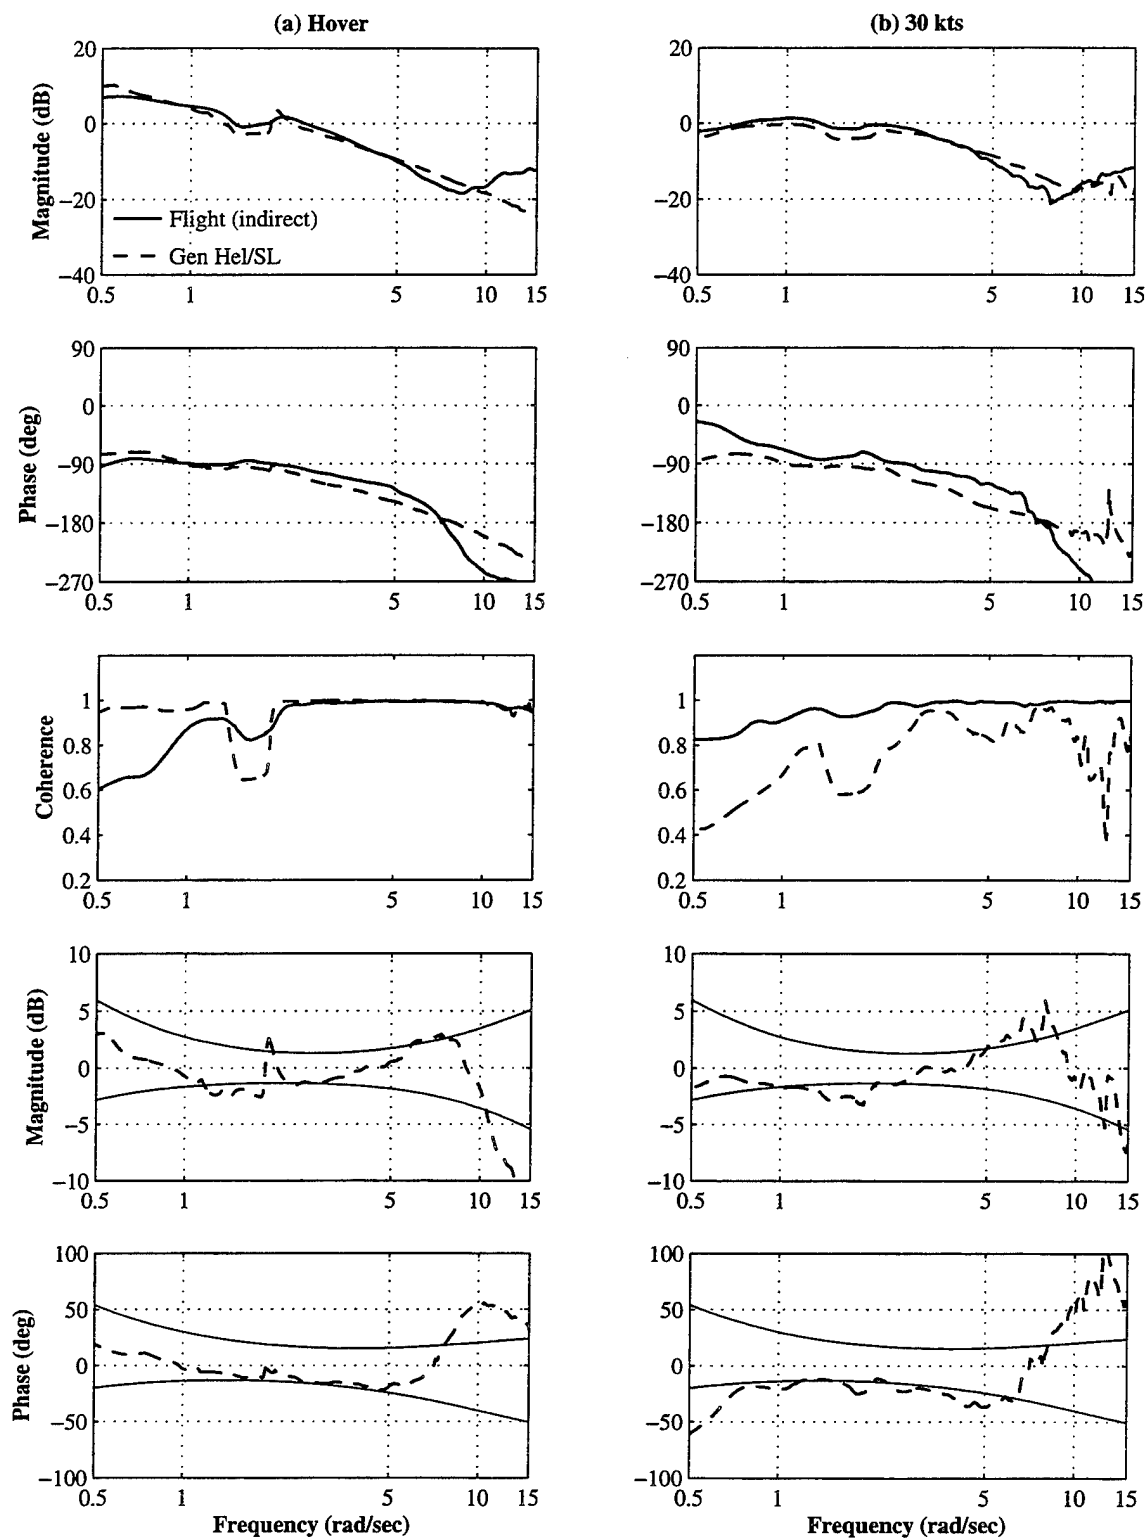 (a) Hover
(b) 30 kts
Magnitude (dB)
20
0
−20
−40
Flight (indirect)
Gen Hel/SL
0.5 1 5 10 15
20
0
−20
−40
0.5 1 5 10 15
Phase (deg)
90
0
−90
−180
−270
0.5 1 5 10 15
90
0
−90
−180
−270
0.5 1 5 10 15
Coherence
1
0.8
0.6
0.4
0.2
0.5 1 5 10 15
1
0.8
0.6
0.4
0.2
0.5 1 5 10 15
Magnitude (dB)
10
5
0
−5
−10
0.5 1 5 10 15
10
5
0
−5
−10
0.5 1 5 10 15
Phase (deg)
100
50
0
−50
−100
0.5 1 5 10 15
Frequency (rad/sec)
100
50
0
−50
−100
0.5 1 5 10 15
Frequency (rad/sec)